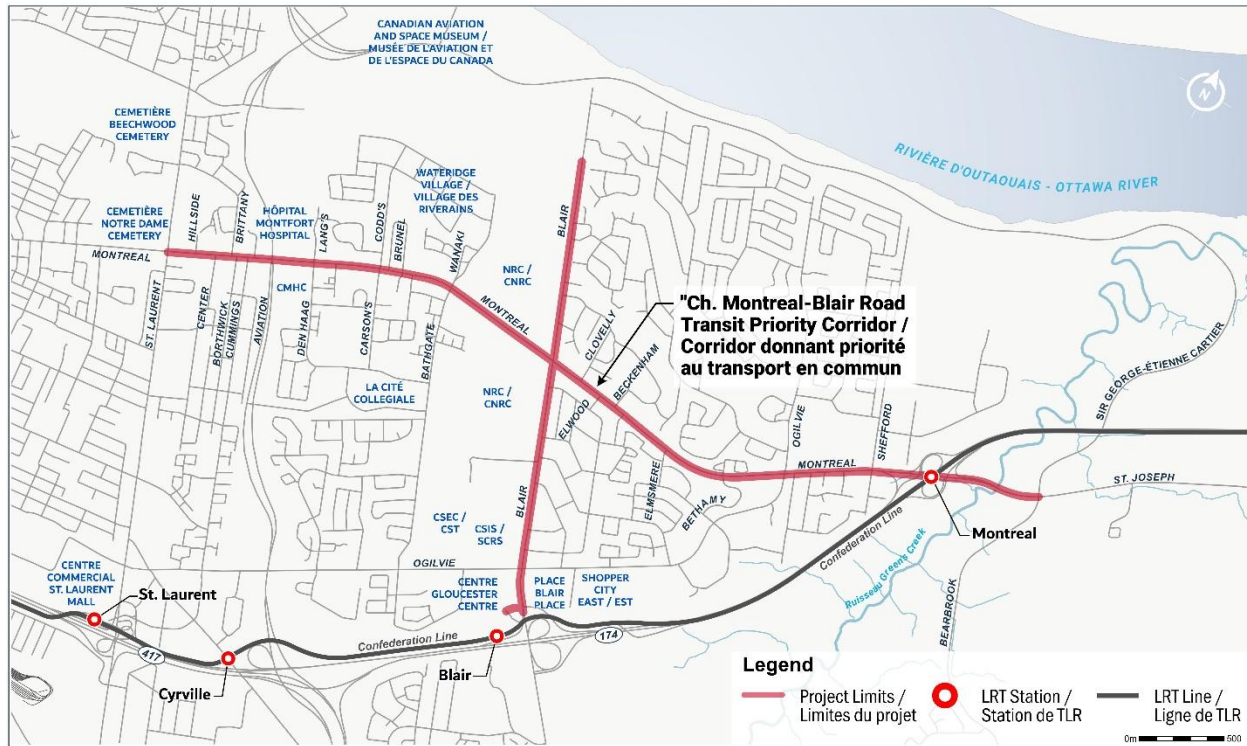 CANADIAN AVIATION
AND SPACE MUSEUM /
MUSÉE DE L'AVIATION ET
DE L'ESPACE DU CANADA
N
CEMETIÈRE
BEECHWOOD
CEMETERY
RIVIÈRE D'OUTAOUAIS - OTTAWA RIVER
WATERIDGE
VILLAGE /
VILLAGE DES
RIVERAINS
CEMETIÈRE
NOTRE DAME
CEMETERY
HILLSIDE
BRITTANY
HÔPITAL
MONTFORT
HOSPITAL
LANG'S
CODD'S
BRUNEL
WANAKI
BLAIR
MONTREAL
NRC /
CNRC
CMHC
MONTREAL
"Ch. Montreal-Blair Road
Transit Priority Corridor /
Corridor donnant priorité
au transport en commun
ST. LAURENT
CENTER
BORTHWICK
CUMMINGS
AVIATION
DEN HAAG
CARSON'S
BATHGATE
CLOVELLY
BECKENHAM
LA CITÉ
COLLEGIALE
NRC /
CNRC
ELWOOD
OGILVIE
SHEFFORD
SIR GEORGE-ÉTIENNE CARTIER
ELMSMERE
BETHAMY
MONTREAL
ST. JOSEPH
BLAIR
CSEC /
CST
CSIS /
SCRS
Montreal
Confederation Line
Ruisseau Green's Creek
OGILVIE
CENTRE
COMMERCIAL
ST. LAURENT
MALL
St. Laurent
CENTRE
GLOUCESTER
CENTRE
PLACE
BLAIR
PLACE
SHOPPER
CITY
EAST / EST
BEARBROOK
Confederation Line
174
417
Cyrville
Blair
Legend
Project Limits /
Limites du projet
LRT Station /
Station de TLR
LRT Line /
Ligne de TLR
0m
500